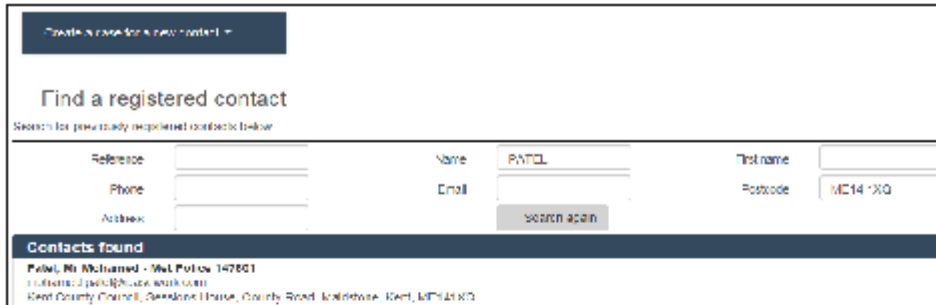 Create a case for a new contact
Find a registered contact
Search for previously registered contacts below
Reference Name PATEL First name
Phone Email Postcode ME14 1XQ
Address Search again
Contacts found
Patel, Mr Mohamed - Met Police 147801
Kent County Council, Sessions House, County Road, Maidstone, Kent, ME141XQ